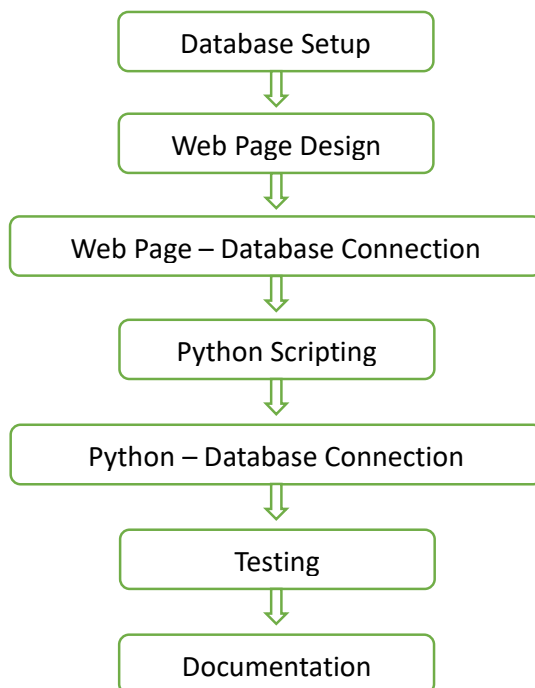 Database Setup
Web Page Design
Web Page – Database Connection
Python Scripting
Python – Database Connection
Testing
Documentation